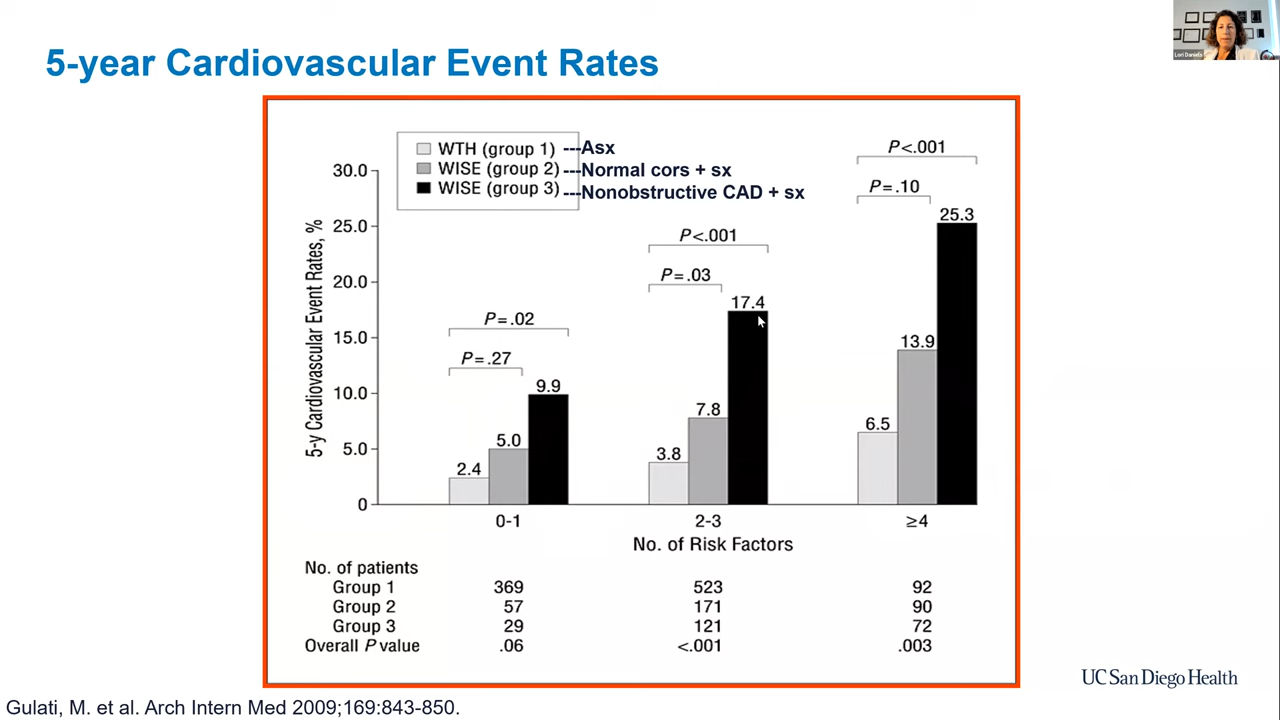 Lori Daniels
5-year Cardiovascular Event Rates
WTH (group 1) ---Asx
WISE (group 2) ---Normal cors + sx
WISE (group 3) ---Nonobstructive CAD + sx
5-y Cardiovascular Event Rates, %
30.0
25.0
20.0
15.0
10.0
5.0
0
P=.02
P=.27
2.4
5.0
9.9
P<.001
P=.03
3.8
7.8
17.4
P<.001
P=.10
6.5
13.9
25.3
0-1 2-3 ≥4
No. of Risk Factors
No. of patients
Group 1 369 523 92
Group 2 57 171 90
Group 3 29 121 72
Overall P value .06 <.001 .003
UC San Diego Health
Gulati, M. et al. Arch Intern Med 2009;169:843-850.